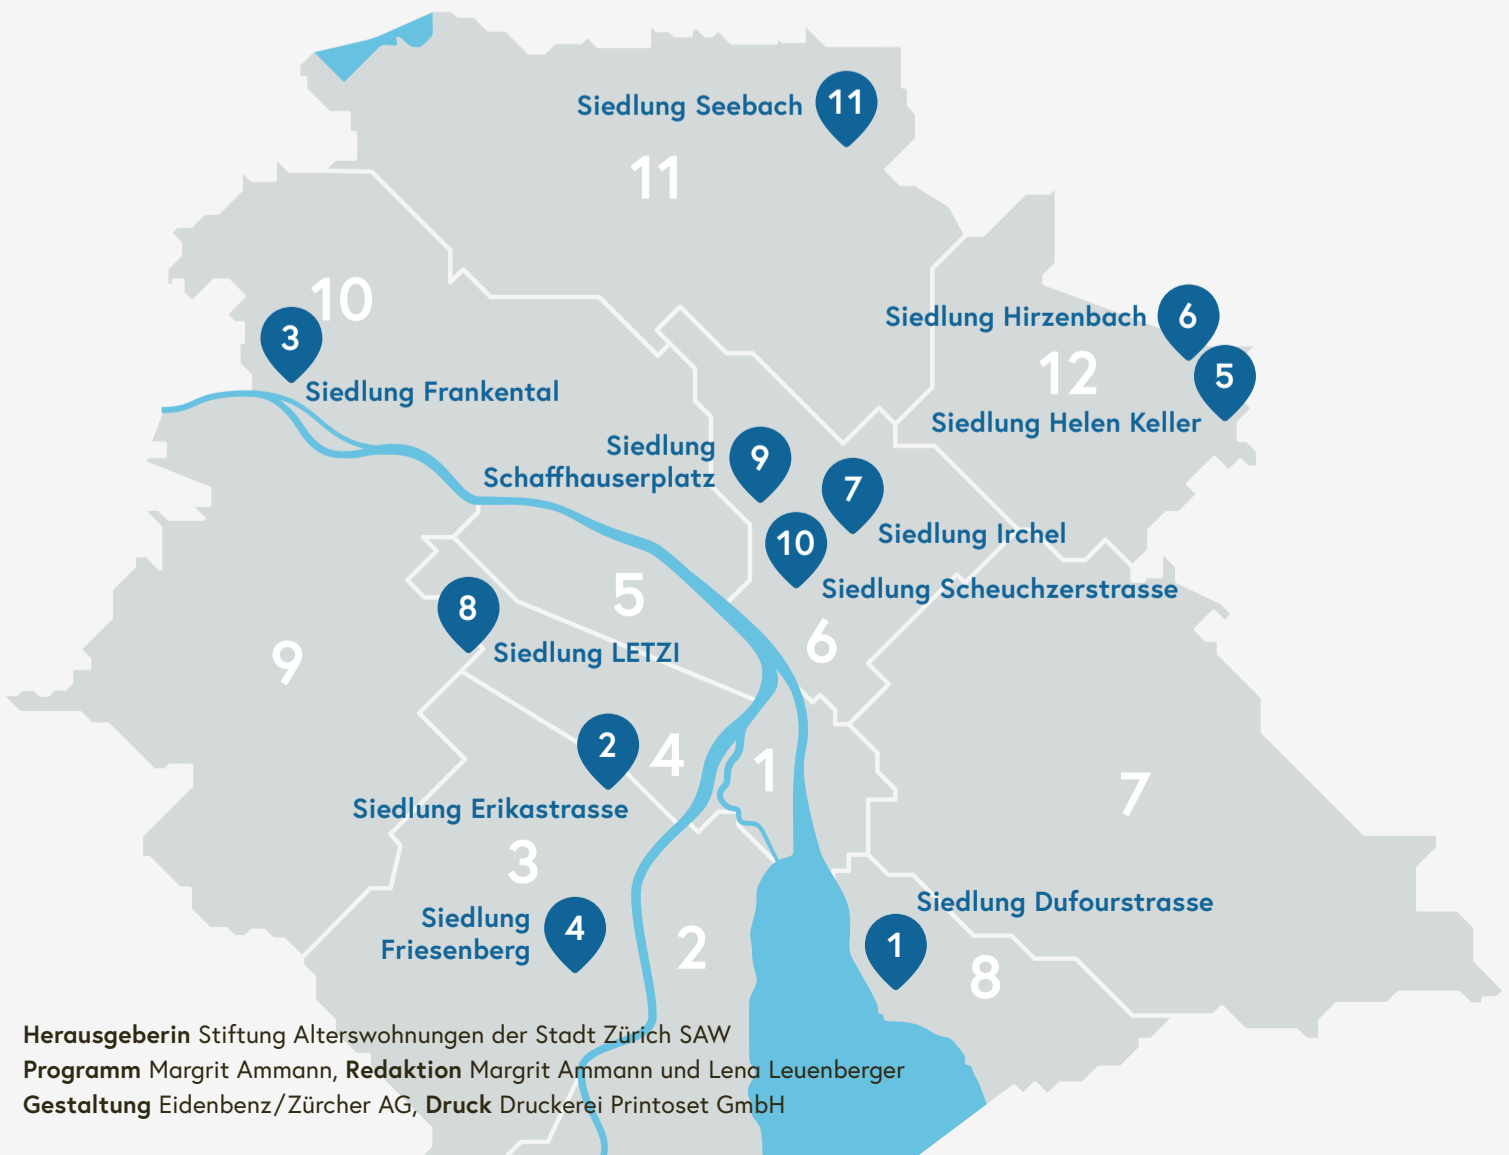 Siedlung Seebach 11
11
10
3
Siedlung Frankental
Siedlung Hirzenbach 6
12
5
Siedlung Helen Keller
Siedlung
Schaffhauserplatz
9
7
Siedlung Irchel
10
Siedlung Scheuchzerstrasse
5
6
8
Siedlung LETZI
9
2
4
1
7
Siedlung Erikastrasse
3
Siedlung
Friesenberg
4
2
Siedlung Dufourstrasse
1
8
Herausgeberin Stiftung Alterswohnungen der Stadt Zürich SAW
Programm Margrit Ammann, Redaktion Margrit Ammann und Lena Leuenberger
Gestaltung Eidenbenz/Zürcher AG, Druck Druckerei Printoset GmbH